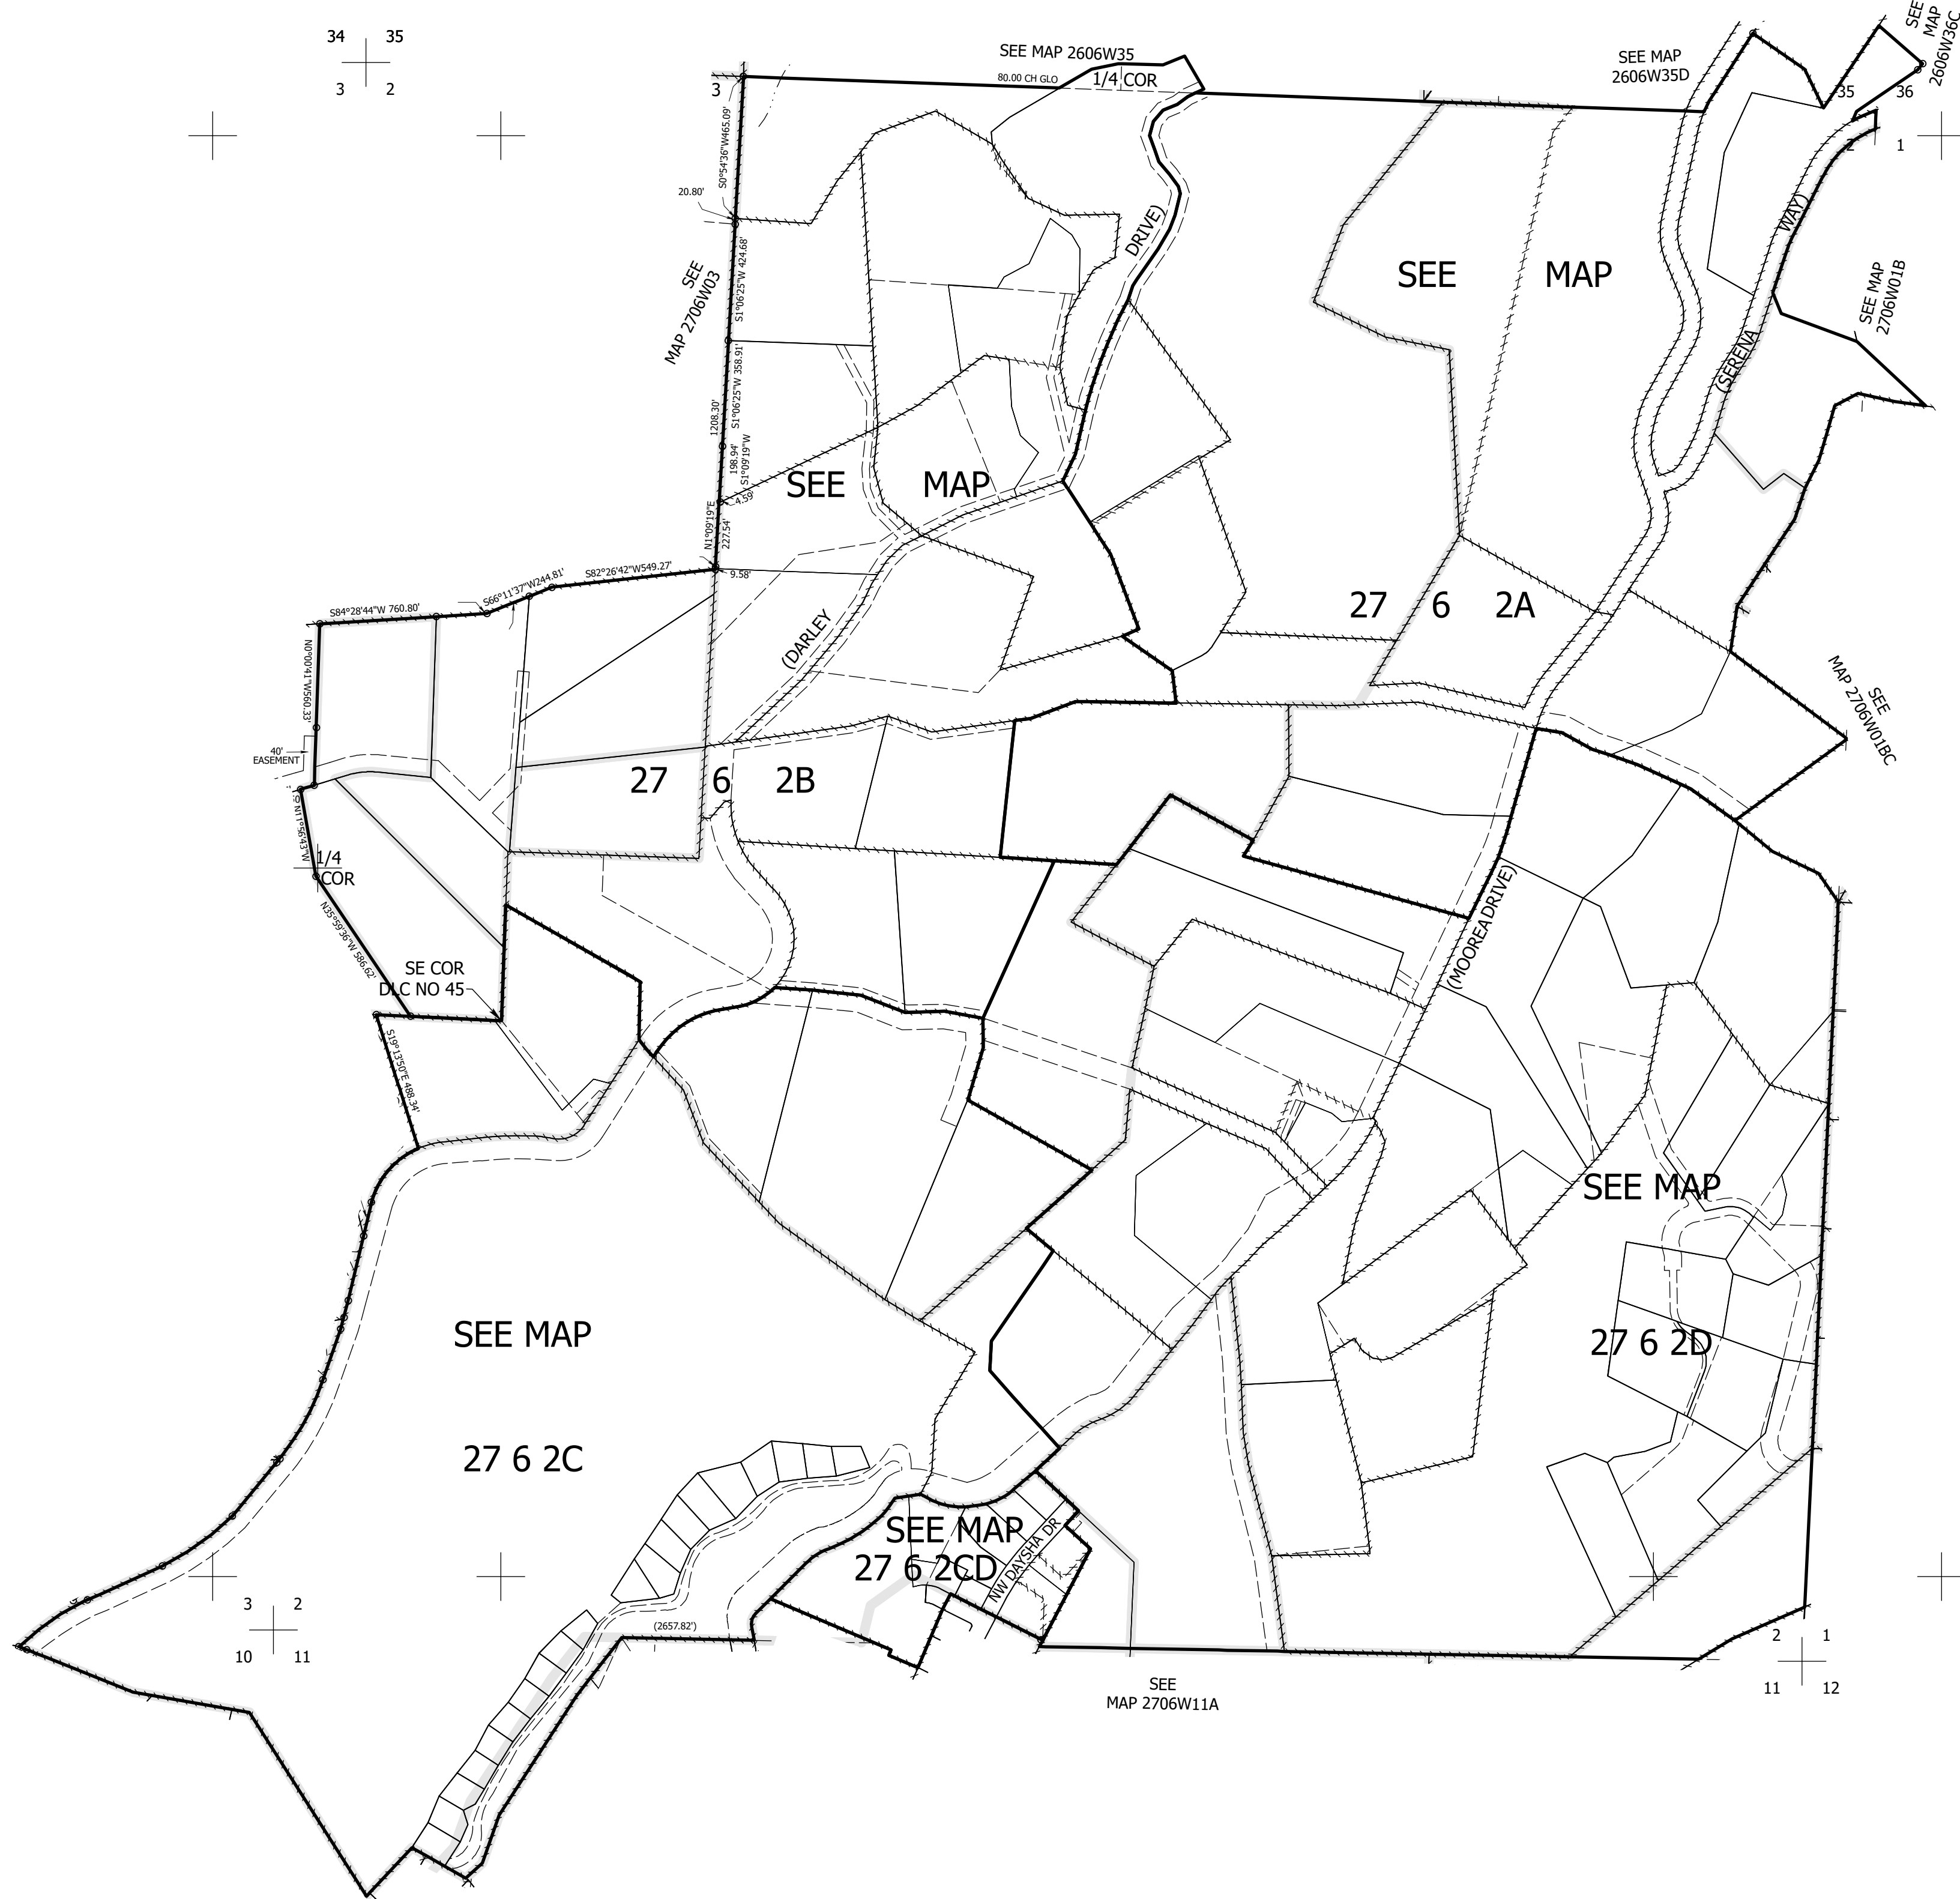 34 35
3 2
SEE MAP 2606W35
80.00 CH GLO
1/4 COR
SEE MAP
2606W35D
SEE
MAP
2606W36C
35 36
2 1
3
S0°54'36"W465.09'
20.80'
SEE
MAP 2706W03
S1°06'25"W 424.68'
S1°06'25"W 358.91'
1208.30'
198.94'
S1°09'19"W
4.59'
N1°09'19"E
227.54'
9.58'
DRIVE)
SEE MAP
WAY)
(SERENA
SEE MAP
2706W01B
SEE MAP
S82°26'42"W549.27'
S66°11'37"W244.81'
S84°28'44"W 760.80'
N0°00'41"W560.33'
(DARLEY
27 6 2A
SEE
MAP 2706W01BC
40'
EASEMENT
27 6 2B
N11°56'43"W
1/4
COR
N35°59'36"W 586.62'
SE COR
DLC NO 45
(MOOREA DRIVE)
S19°13'50"E 488.34'
SEE MAP
27 6 2D
SEE MAP
27 6 2C
SEE MAP
27 6 2CD
NW DAYSHA DR
(2657.82')
3 2
10 11
2 1
11 12
SEE
MAP 2706W11A